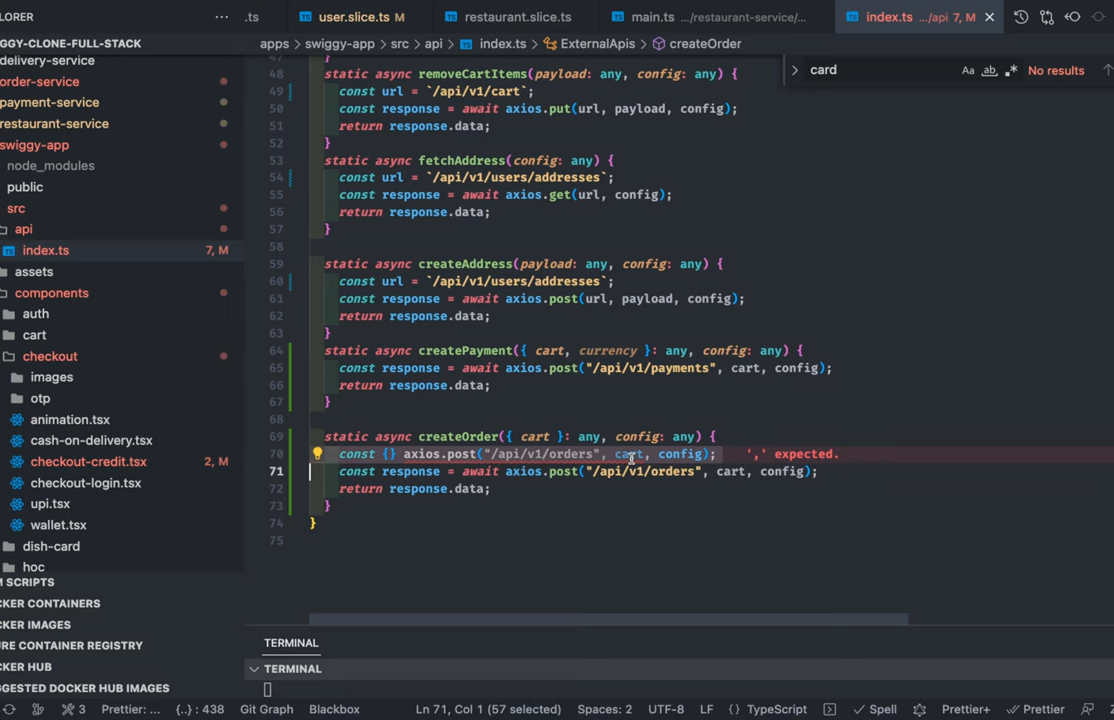 LORER
...
.ts
user.slice.ts M
restaurant.slice.ts
main.ts .../restaurant-service/...
index.ts .../api 7, M
GGY-CLONE-FULL-STACK
apps > swiggy-app > src > api > index.ts > ExternalApis > createOrder
card
Aa
ab
.*
No results
delivery-service
order-service
payment-service
restaurant-service
swiggy-app
node_modules
public
src
api
index.ts 7, M
assets
components
auth
cart
checkout
images
otp
animation.tsx
cash-on-delivery.tsx
checkout-credit.tsx 2, M
checkout-login.tsx
upi.tsx
wallet.tsx
dish-card
hoc
M SCRIPTS
CKER CONTAINERS
CKER IMAGES
URE CONTAINER REGISTRY
CKER HUB
GGESTED DOCKER HUB IMAGES
47 }
48 static async removeCartItems(payload: any, config: any) {
49 const url = `/api/v1/cart`;
50 const response = await axios.put(url, payload, config);
51 return response.data;
52 }
53 static async fetchAddress(config: any) {
54 const url = `/api/v1/users/addresses`;
55 const response = await axios.get(url, config);
56 return response.data;
57 }
58
59 static async createAddress(payload: any, config: any) {
60 const url = `/api/v1/users/addresses`;
61 const response = await axios.post(url, payload, config);
62 return response.data;
63 }
64 static async createPayment({ cart, currency }: any, config: any) {
65 const response = await axios.post("/api/v1/payments", cart, config);
66 return response.data;
67 }
68
69 static async createOrder({ cart }: any, config: any) {
70 const {} axios.post("/api/v1/orders", cart, config); ',' expected.
71 const response = await axios.post("/api/v1/orders", cart, config);
72 return response.data;
73 }
74 }
75
TERMINAL
TERMINAL
3
Prettier: ...
{..} : 438
Git Graph
Blackbox
Ln 71, Col 1 (57 selected)
Spaces: 2
UTF-8
LF
{} TypeScript
Spell
Prettier+
Prettier